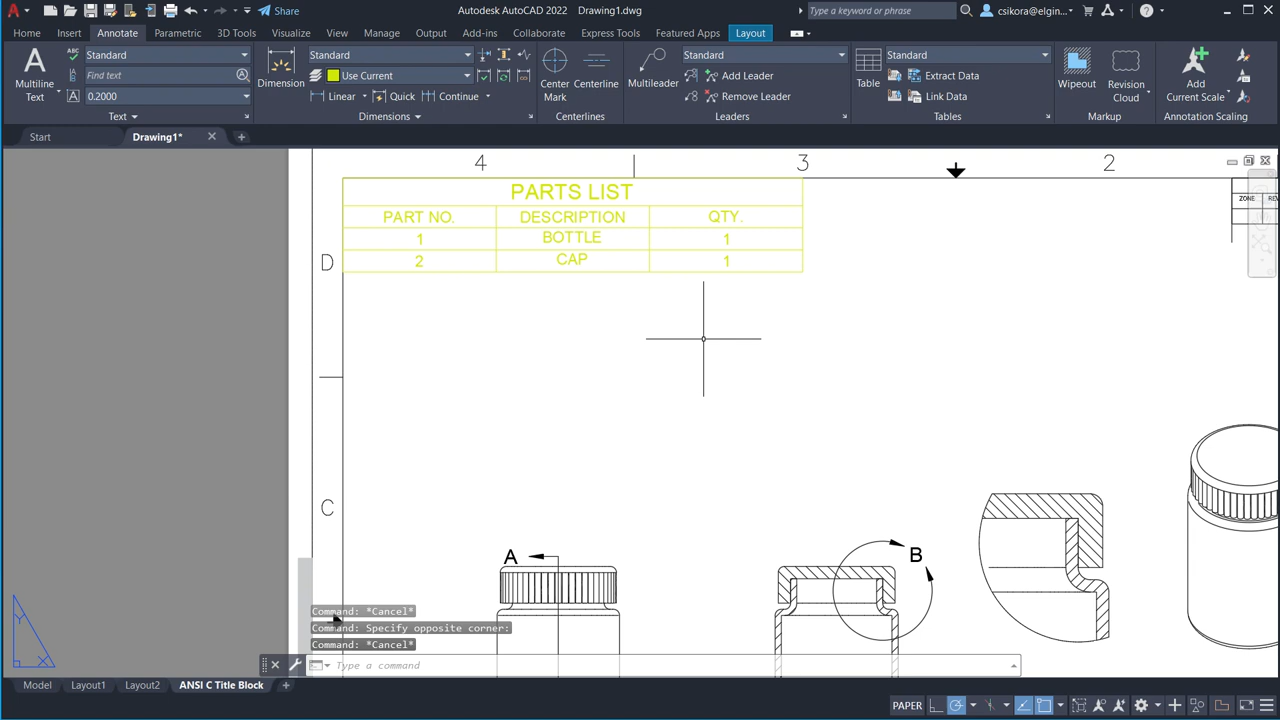 Share
Autodesk AutoCAD 2022 Drawing1.dwg
Type a keyword or phrase
csikora@elgin...
Home Insert Annotate Parametric 3D Tools Visualize View Manage Output Add-ins Collaborate Express Tools Featured Apps Layout
Standard
Find text
0.2000
Multiline
Text
Text
Dimension
Standard
Use Current
Linear
Quick
Continue
Dimensions
Center
Mark
Centerline
Centerlines
Multileader
Standard
Add Leader
Remove Leader
Leaders
Table
Standard
Extract Data
Link Data
Tables
Wipeout
Revision
Cloud
Markup
Add
Current Scale
Annotation Scaling
Start
Drawing1*
4 3 2
PARTS LIST
PART NO. DESCRIPTION QTY.
1 BOTTLE 1
2 CAP 1
ZONE REV
D
C
A
B
Command: *Cancel*
Command: Specify opposite corner:
Command: *Cancel*
Type a command
Y
X
Model Layout1 Layout2 ANSI C Title Block
PAPER